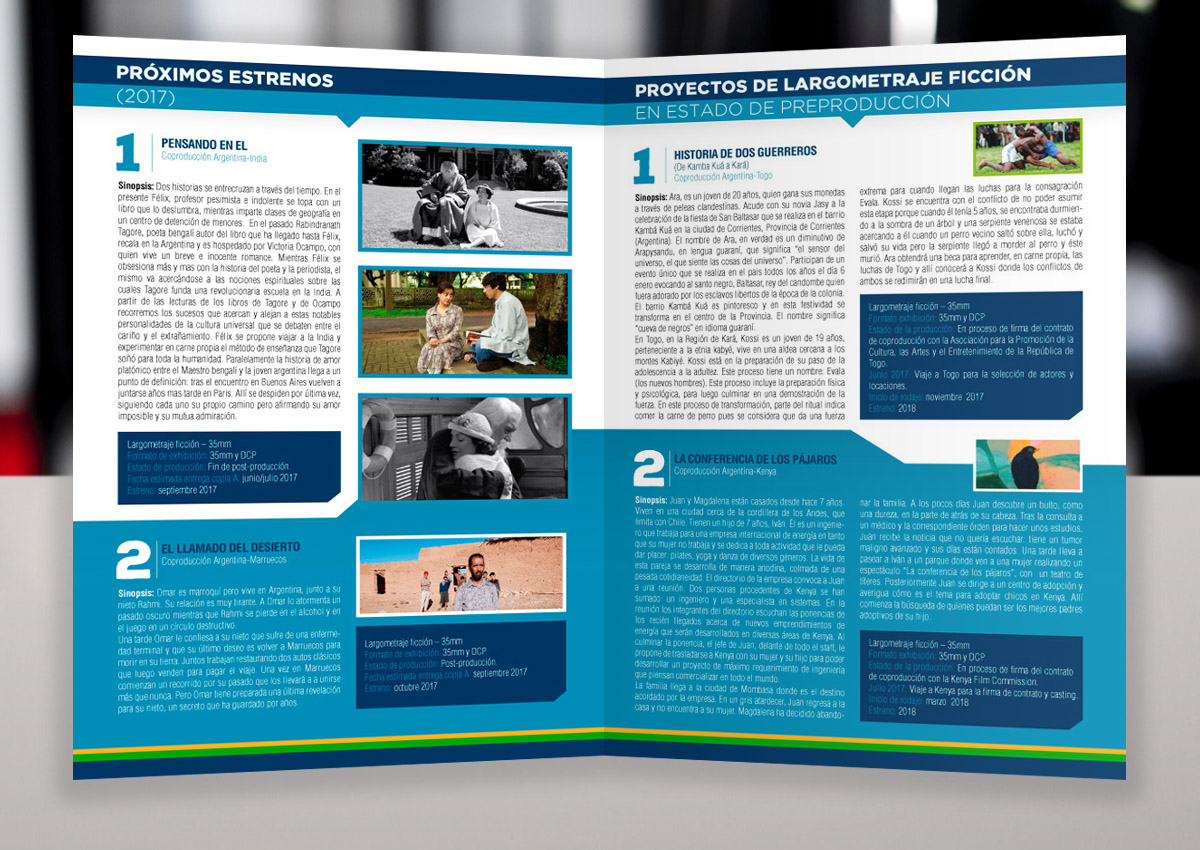 PRÓXIMOS ESTRENOS
(2017)
1
PENSANDO EN EL
Coproducción Argentina-India
Sinopsis: Dos historias se entrecruzan a través del tiempo. En el
presente Félix, profesor pesimista e indolente se topa con un
libro que lo deslumbra, mientras imparte clases de geografía en
un centro de detención de menores. En el pasado Rabindranath
Tagore, poeta bengalí autor del libro que ha llegado hasta Félix,
recala en la Argentina y es hospedado por Victoria Ocampo, con
quien vive un breve e inocente romance. Mientras Félix se
obsesiona más y mas con la historia del poeta y la periodista, el
mismo va acercándose a las nociones espirituales sobre las
cuales Tagore funda una revolucionaria escuela en la India. A
partir de las lecturas de los libros de Tagore y de Ocampo
recorremos los sucesos que acercan y alejan a estas notables
personalidades de la cultura universal que se debaten entre el
cariño y el extrañamiento. Félix se propone viajar a la India y
experimentar en carne propia el método de enseñanza que Tagore
soñó para toda la humanidad. Paralelamente la historia de amor
platónico entre el Maestro bengalí y la joven argentina llega a un
punto de definición: tras el encuentro en Buenos Aires vuelven a
juntarse años mas tarde en Paris. Allí se despiden por última vez,
siguiendo cada uno su propio camino pero afirmando su amor
imposible y su mutua admiración.
Largometraje ficción – 35mm
Formato de exhibición: 35mm y DCP
Estado de producción: Fin de post-producción.
Fecha estimada entrega copia A: junio/julio 2017
Estreno: septiembre 2017
2
EL LLAMADO DEL DESIERTO
Coproducción Argentina-Marruecos
Sinopsis: Omar es marroquí pero vive en Argentina, junto a su
nieto Rahmi. Su relación es muy tirante. A Omar lo atormenta un
pasado oscuro mientras que Rahmi se pierde en el alcohol y en
el juego en un círculo destructivo.
Una tarde Omar le confiesa a su nieto que sufre de una enferme-
dad terminal y que su último deseo es volver a Marruecos para
morir en su tierra. Juntos trabajan restaurando dos autos clásicos
que luego venden para pagar el viaje. Una vez en Marruecos
comienzan un recorrido por su pasado que los llevará a a unirse
más que nunca. Pero Omar tiene preparada una última revelación
para su nieto, un secreto que ha guardado por años.
Largometraje ficción – 35mm
Formato de exhibición: 35mm y DCP
Estado de producción: Post-producción.
Fecha estimada entrega copia A: septiembre 2017
Estreno: octubre 2017
PROYECTOS DE LARGOMETRAJE FICCIÓN
EN ESTADO DE PREPRODUCCIÓN
1
HISTORIA DE DOS GUERREROS
(De Kamba Kuá a Kará)
Coproducción Argentina-Togo
Sinopsis: Ara, es un joven de 20 años, quien gana sus monedas
a través de peleas clandestinas. Acude con su novia Jasy a la
celebración de la fiesta de San Baltasar que se realiza en el barrio
Kambá Kuá en la ciudad de Corrientes, Provincia de Corrientes
(Argentina). El nombre de Ara, en verdad es un diminutivo de
Arapysandu, en lengua guaraní, que significa "el sensor del
universo, el que siente las cosas del universo". Participan de un
evento único que se realiza en el pais todos los años el día 6
enero evocando al santo negro, Baltasar, rey del candombe quien
fuera adorado por los esclavos libertos de la época de la colonia.
El barrio Kambá Kuá es pintoresco y en esta festividad se
transforma en el centro de la Provincia. El nombre significa
"cueva de negros" en idioma guaraní.
En Togo, en la Región de Kará, Kossi es un joven de 19 años,
perteneciente a la etnia kabyé, vive en una aldea cercana a los
montes Kabiyé. Kossi está en la preparación de su paso de la
adolescencia a la adultez. Este proceso tiene un nombre: Evala
(los nuevos hombres). Este proceso incluye la preparación física
y psicológica, para luego culminar en una demostración de la
fuerza. En este proceso de transformación, parte del ritual indica
comer la carne de perro pues se considera que da una fuerza
extrema para cuando llegan las luchas para la consagración
Evala. Kossi se encuentra con el conflicto de no poder asumir
esta etapa porque cuando él tenía 5 años, se encontraba durmien-
do a la sombra de un árbol y una serpiente venenosa se estaba
acercando a él cuando un perro vecino saltó sobre ella, luchó y
salvó su vida pero la serpiente llegó a morder al perro y éste
murió. Ara obtendrá una beca para aprender, en carne propia, las
luchas de Togo y allí conocerá a Kossi donde los conflictos de
ambos se redimirán en una lucha final.
Largometraje ficción – 35mm
Formato exhibición: 35mm y DCP
Estado de la producción: En proceso de firma del contrato
de coproducción con la Asociación para la Promoción de la
Cultura, las Artes y el Entretenimiento de la República de
Togo.
Junio 2017: Viaje a Togo para la selección de actores y
locaciones.
Inicio de rodaje: noviembre 2017
Estreno: 2018
2
LA CONFERENCIA DE LOS PÁJAROS
Coproducción Argentina-Kenya
Sinopsis: Juan y Magdalena están casados desde hace 7 años.
Viven en una ciudad cerca de la cordillera de los Andes, que
limita con Chile. Tienen un hijo de 7 años, Iván. Él es un ingenie-
ro que trabaja para una empresa internacional de energía en tanto
que su mujer no trabaja y se dedica a toda actividad que le pueda
dar placer: pilates, yoga y danza de diversos géneros. La vida de
esta pareja se desarrolla de manera anodina, colmada de una
pesada cotidianeidad. El directorio de la empresa convoca a Juan
a una reunión. Dos personas procedentes de Kenya se han
sumado: un ingeniero y una especialista en sistemas. En la
reunión los integrantes del directorio escuchan las ponencias de
los recién llegados acerca de nuevos emprendimientos de
energía que serán desarrollados en diversas áreas de Kenya. Al
culminar la ponencia, el jefe de Juan, delante de todo el staff, le
propone de trasladarse a Kenya con su mujer y su hijo para poder
desarrollar un proyecto de máximo requerimiento de ingeniería
que piensan comercializar en todo el mundo.
La familia llega a la ciudad de Mombasa donde es el destino
acordado por la empresa. En un gris atardecer, Juan regresa a la
casa y no encuentra a su mujer. Magdalena ha decidido abando-
nar la familia. A los pocos días Juan descubre un bulto, como
una dureza, en la parte de atrás de su cabeza. Tras la consulta a
un médico y la correspondiente órden para hacer unos estudios,
Juan recibe la noticia que no quería escuchar: tiene un tumor
maligno avanzado y sus días están contados. Una tarde lleva a
pasear a Iván a un parque donde ven a una mujer realizando un
espectáculo "La conferencia de los pájaros", con un teatro de
títeres. Posteriormente Juan se dirige a un centro de adopción y
averigua cómo es el tema para adoptar chicos en Kenya. Allí
comienza la búsqueda de quienes puedan ser los mejores padres
adoptivos de su hijo.
Largometraje ficción – 35mm
Formato exhibición: 35mm y DCP
Estado de la producción: En proceso de firma del contrato
de coproducción con la Kenya Film Commission.
Julio 2017: Viaje a Kenya para la firma de contrato y casting.
Inicio de rodaje: marzo 2018
Estreno: 2018